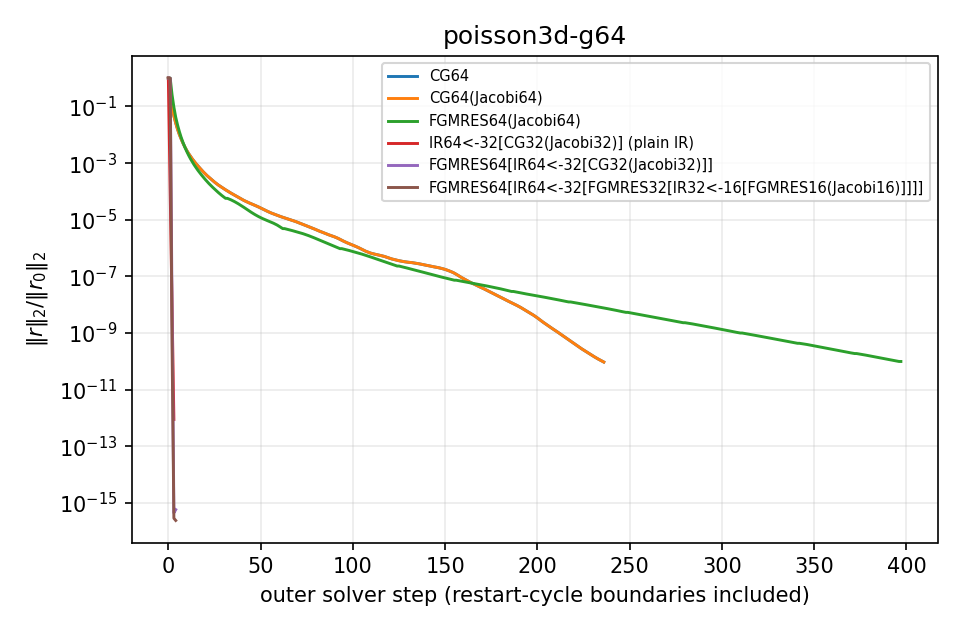 poisson3d-g64
CG64
CG64(Jacobi64)
FGMRES64(Jacobi64)
IR64<-32[CG32(Jacobi32)] (plain IR)
FGMRES64[IR64<-32[CG32(Jacobi32)]]
FGMRES64[IR64<-32[FGMRES32[IR32<-16[FGMRES16(Jacobi16)]]]]
10⁻¹
10⁻³
10⁻⁵
10⁻⁷
10⁻⁹
10⁻¹¹
10⁻¹³
10⁻¹⁵
‖r‖₂/‖r₀‖₂
0 50 100 150 200 250 300 350 400
outer solver step (restart-cycle boundaries included)